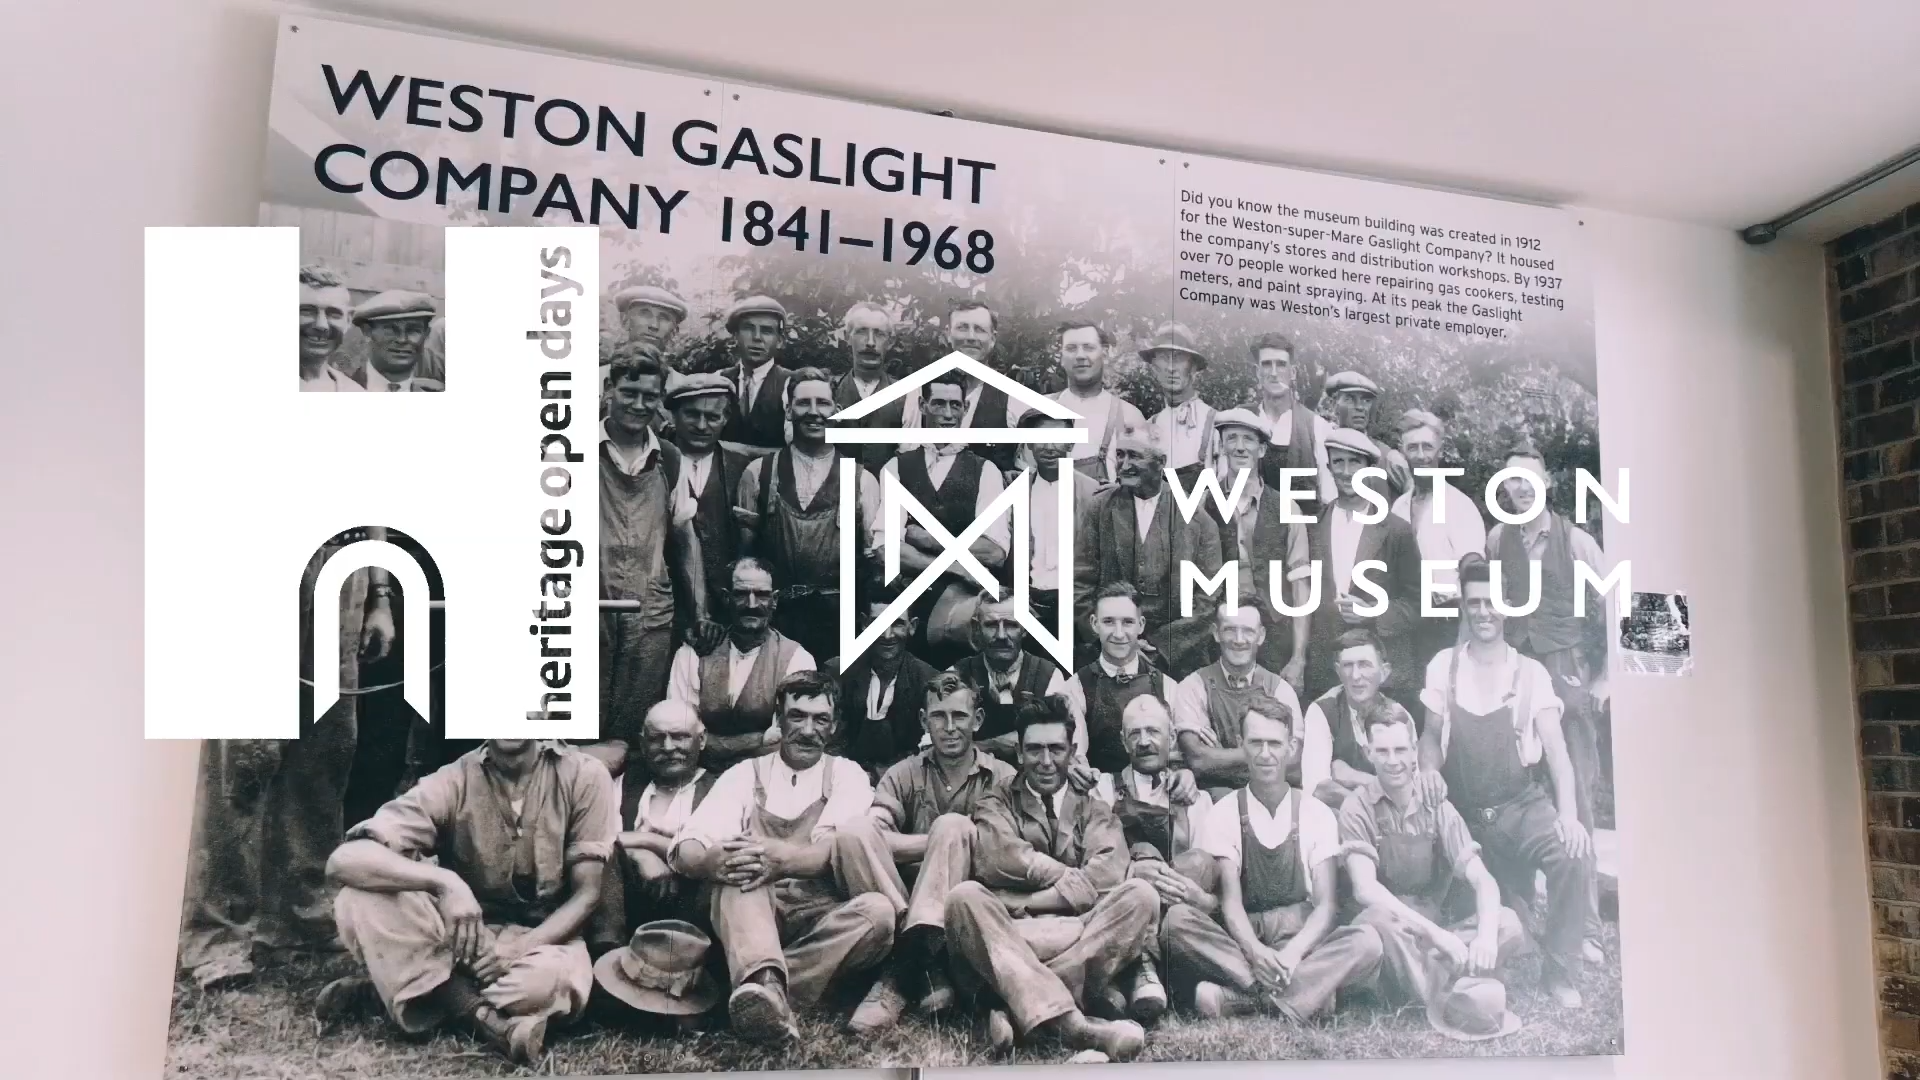 WESTON GASLIGHT
COMPANY 1841–1968
Did you know the museum building was created in 1912
for the Weston-super-Mare Gaslight Company? It housed
the company's stores and distribution workshops. By 1937
over 70 people worked here repairing gas cookers, testing
meters, and paint spraying. At its peak the Gaslight
Company was Weston's largest private employer.
heritage open days
WESTON
MUSEUM